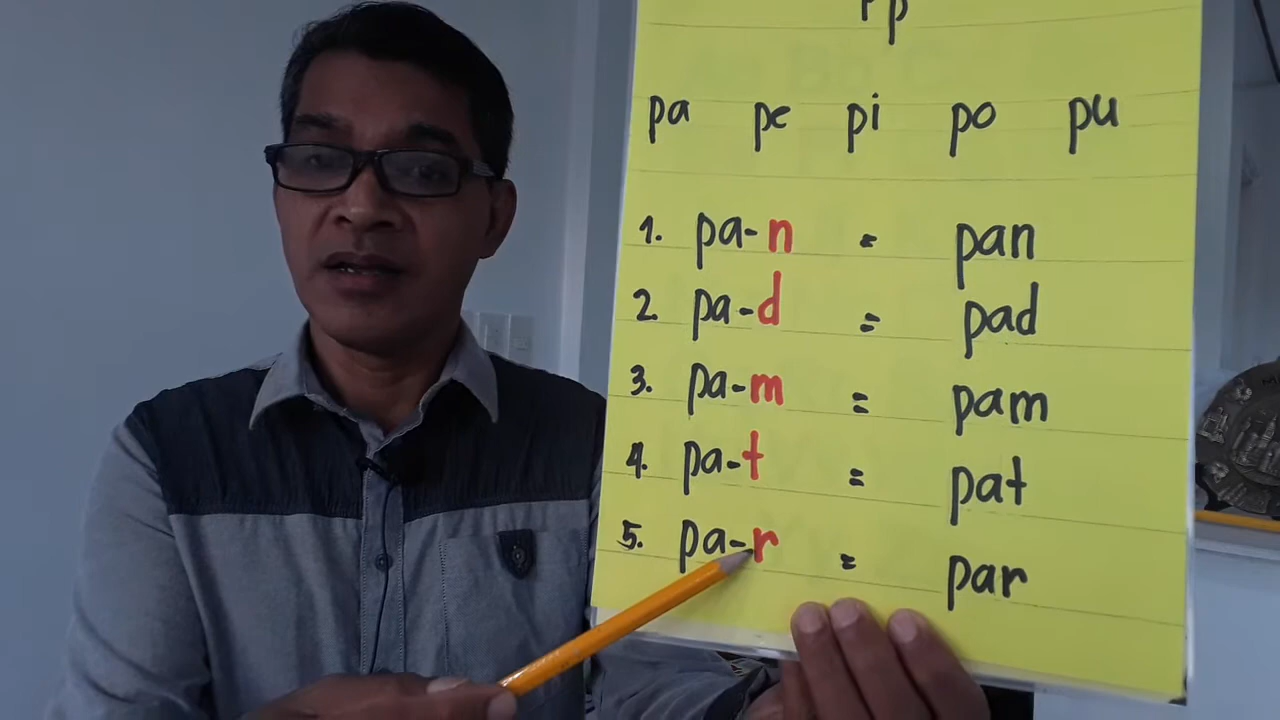 pa pe pi po pu
1. pa-n = pan
2. pa-d = pad
3. pa-m = pam
4. pa-t = pat
5. pa-r = par